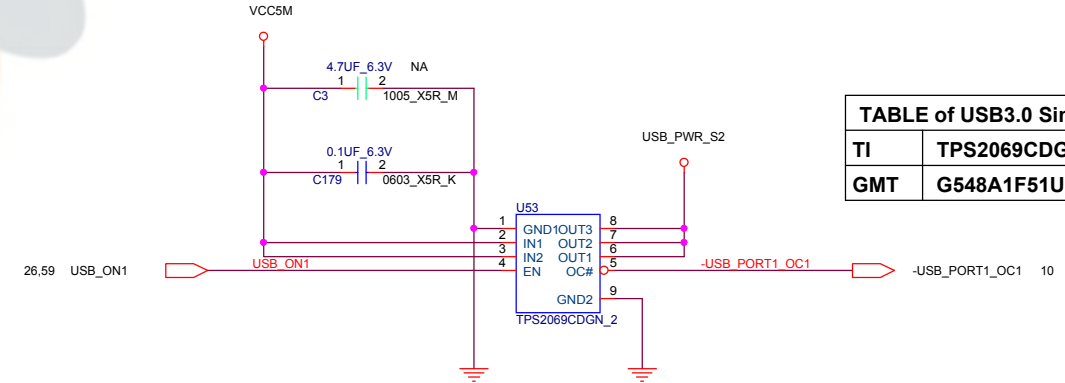 VCC5M
4.7UF_6.3V NA
1 2
C3 1005_X5R_M
0.1UF_6.3V
1 2
C179 0603_X5R_K
USB_PWR_S2
TABLE of USB3.0
TI TPS2069CDG
GMT G548A1F51U
U53
1 GND1 OUT3 8
2 IN1 OUT2 7
3 IN2 OUT1 6
4 EN OC# 5
GND2 9
TPS2069CDGN_2
26,59 USB_ON1
USB_ON1
-USB_PORT1_OC1
-USB_PORT1_OC1 10